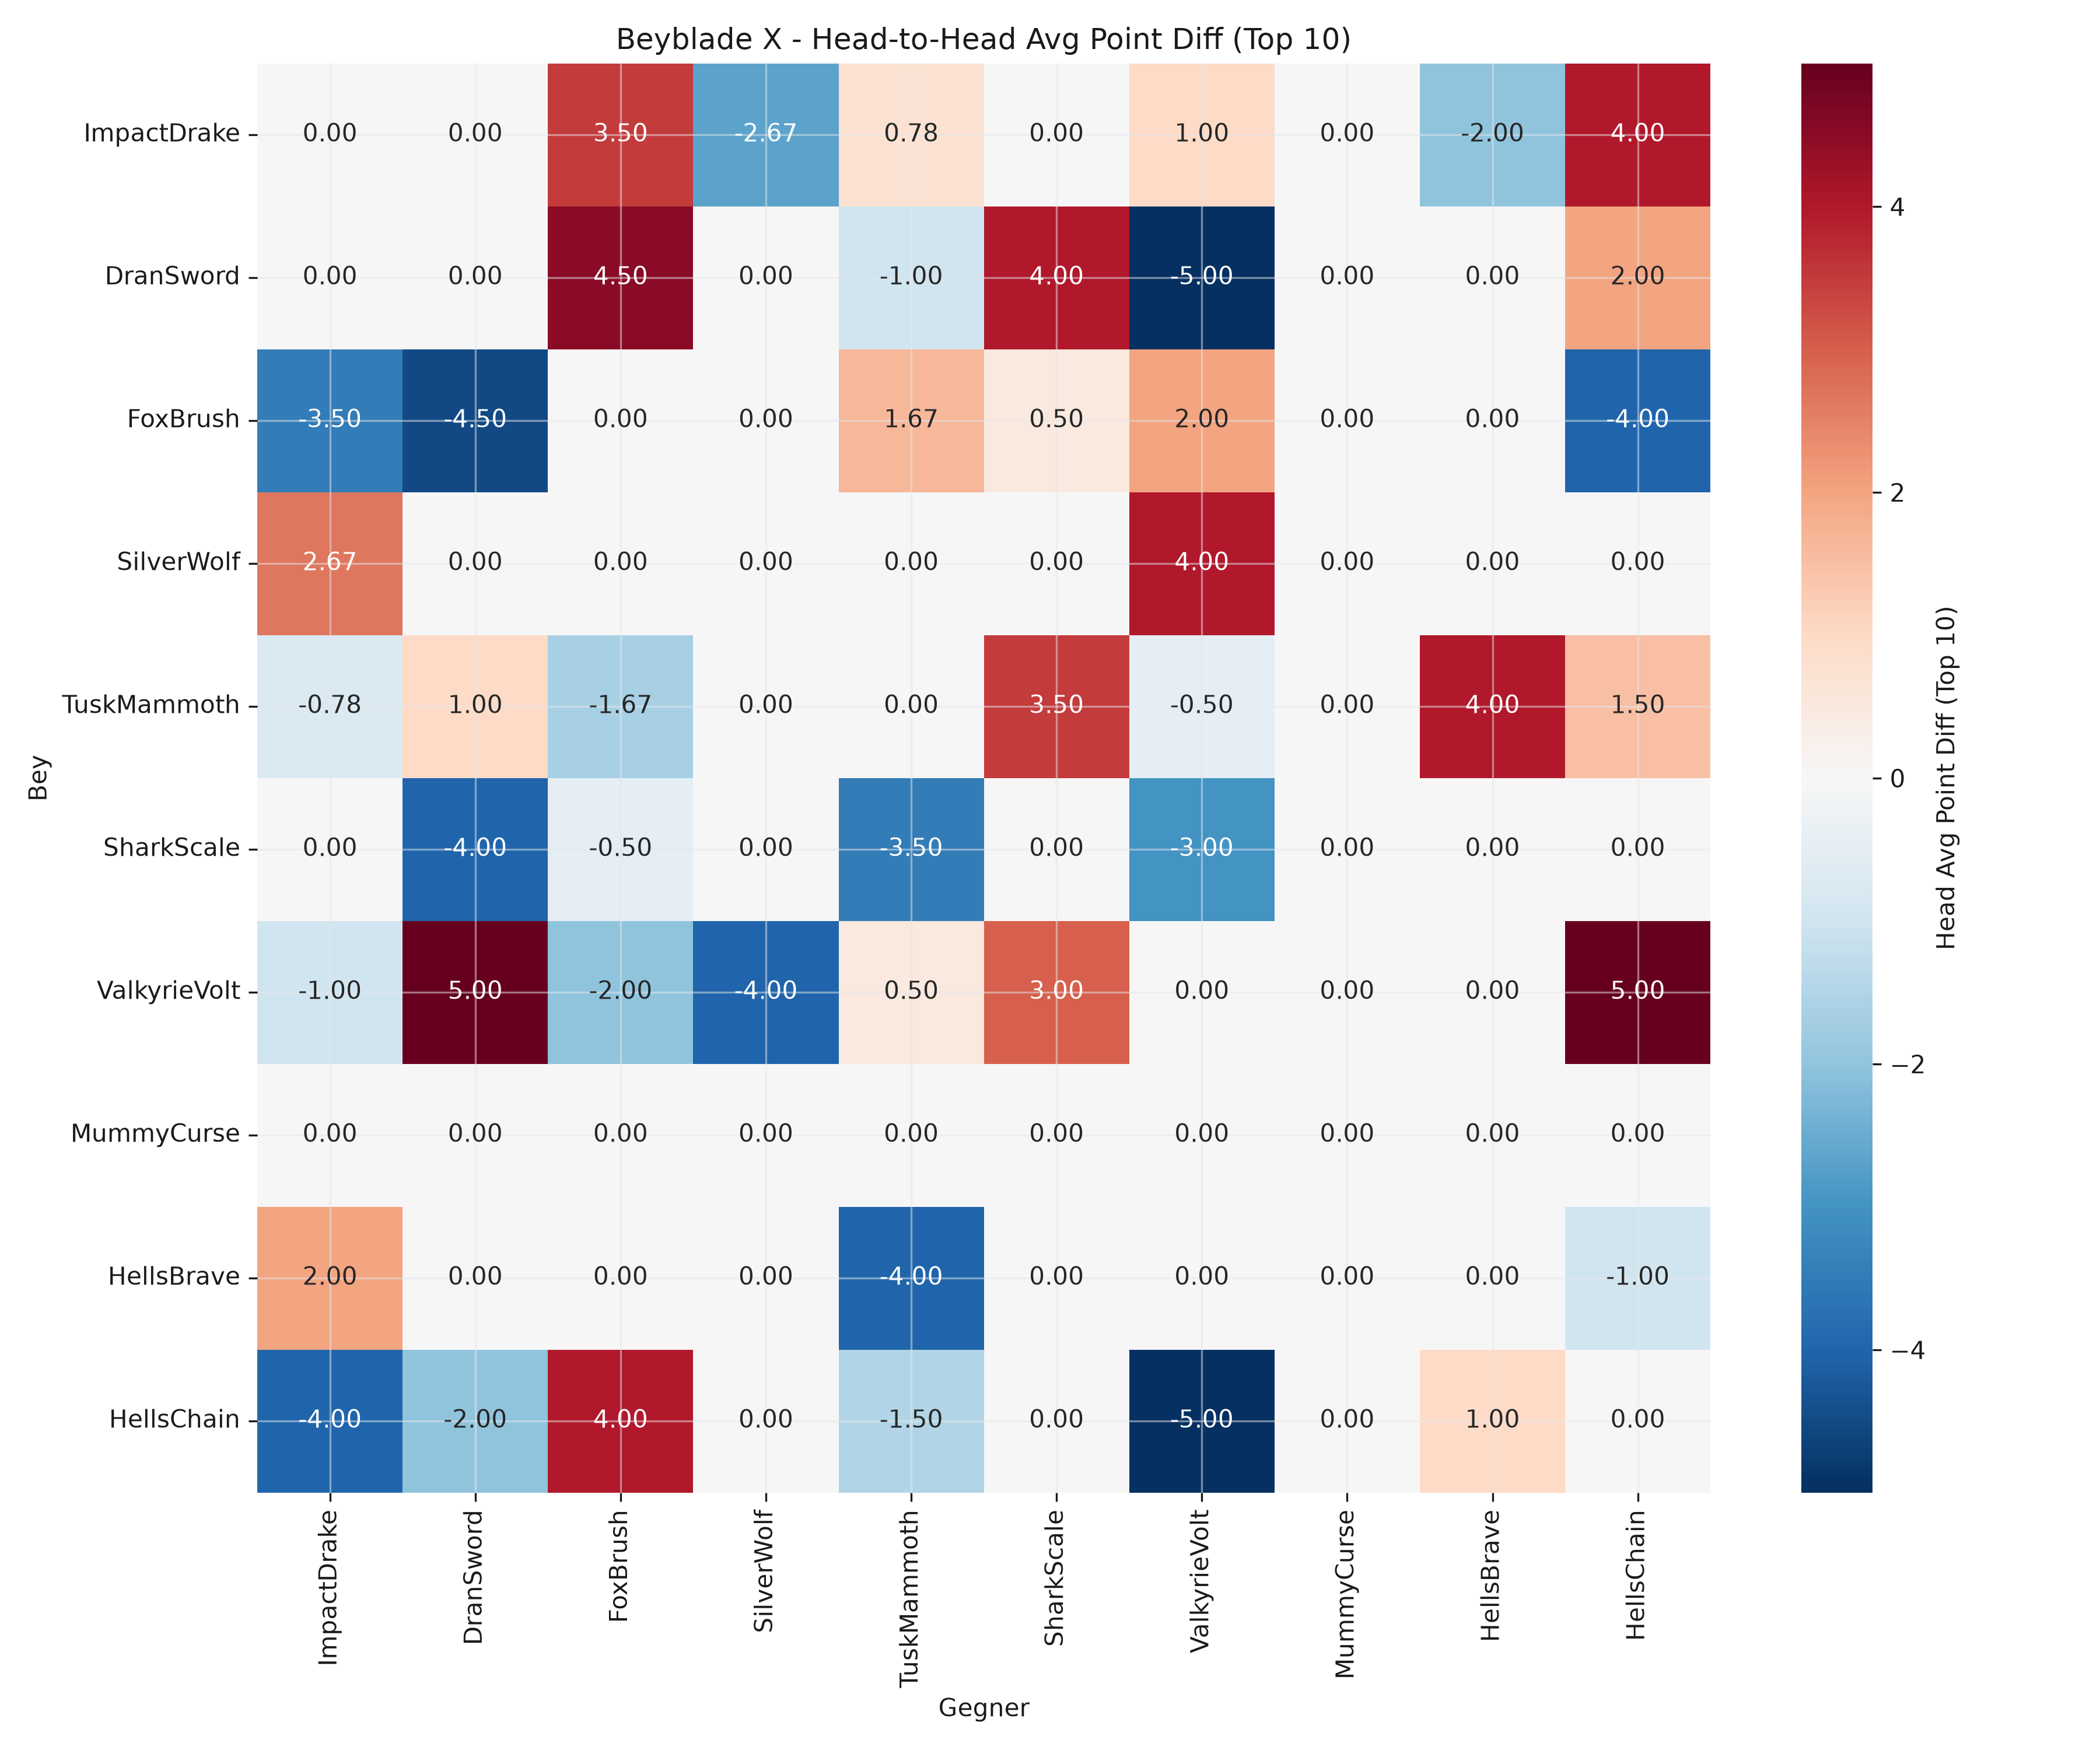 Beyblade X - Head-to-Head Avg Point Diff (Top 10)
ImpactDrake 0.00 0.00 3.50 -2.67 0.78 0.00 1.00 0.00 -2.00 4.00
DranSword 0.00 0.00 4.50 0.00 -1.00 4.00 -5.00 0.00 0.00 2.00
FoxBrush -3.50 -4.50 0.00 0.00 1.67 0.50 2.00 0.00 0.00 -4.00
SilverWolf 2.67 0.00 0.00 0.00 0.00 0.00 4.00 0.00 0.00 0.00
TuskMammoth -0.78 1.00 -1.67 0.00 0.00 3.50 -0.50 0.00 4.00 1.50
SharkScale 0.00 -4.00 -0.50 0.00 -3.50 0.00 -3.00 0.00 0.00 0.00
ValkyrieVolt -1.00 5.00 -2.00 -4.00 0.50 3.00 0.00 0.00 0.00 5.00
MummyCurse 0.00 0.00 0.00 0.00 0.00 0.00 0.00 0.00 0.00 0.00
HellsBrave 2.00 0.00 0.00 0.00 -4.00 0.00 0.00 0.00 0.00 -1.00
HellsChain -4.00 -2.00 4.00 0.00 -1.50 0.00 -5.00 0.00 1.00 0.00
Bey
ImpactDrake DranSword FoxBrush SilverWolf TuskMammoth SharkScale ValkyrieVolt MummyCurse HellsBrave HellsChain
Gegner
4
2
0
−2
−4
Head Avg Point Diff (Top 10)